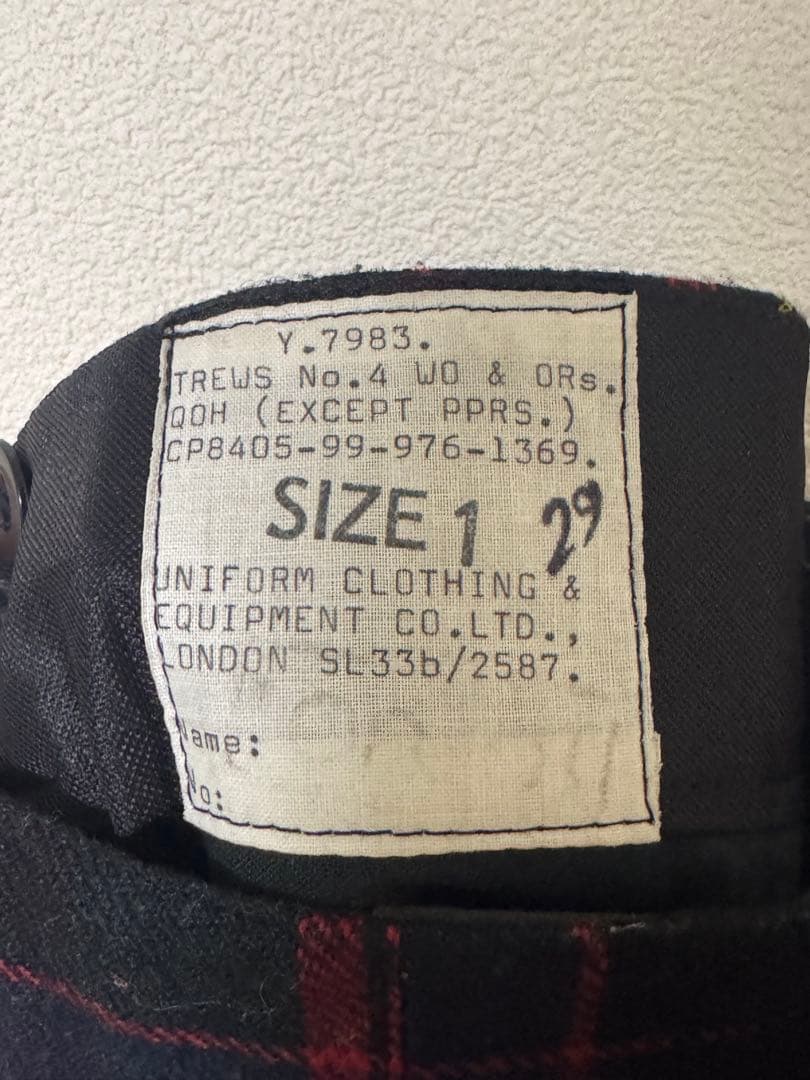 Y.7983.
TREWS No.4 WO & ORs.
QOH (EXCEPT PPRS.)
CP8405-99-976-1369.
SIZE 1 29
UNIFORM CLOTHING &
EQUIPMENT CO.LTD.,
LONDON SL33b/2587.
Name:
No: